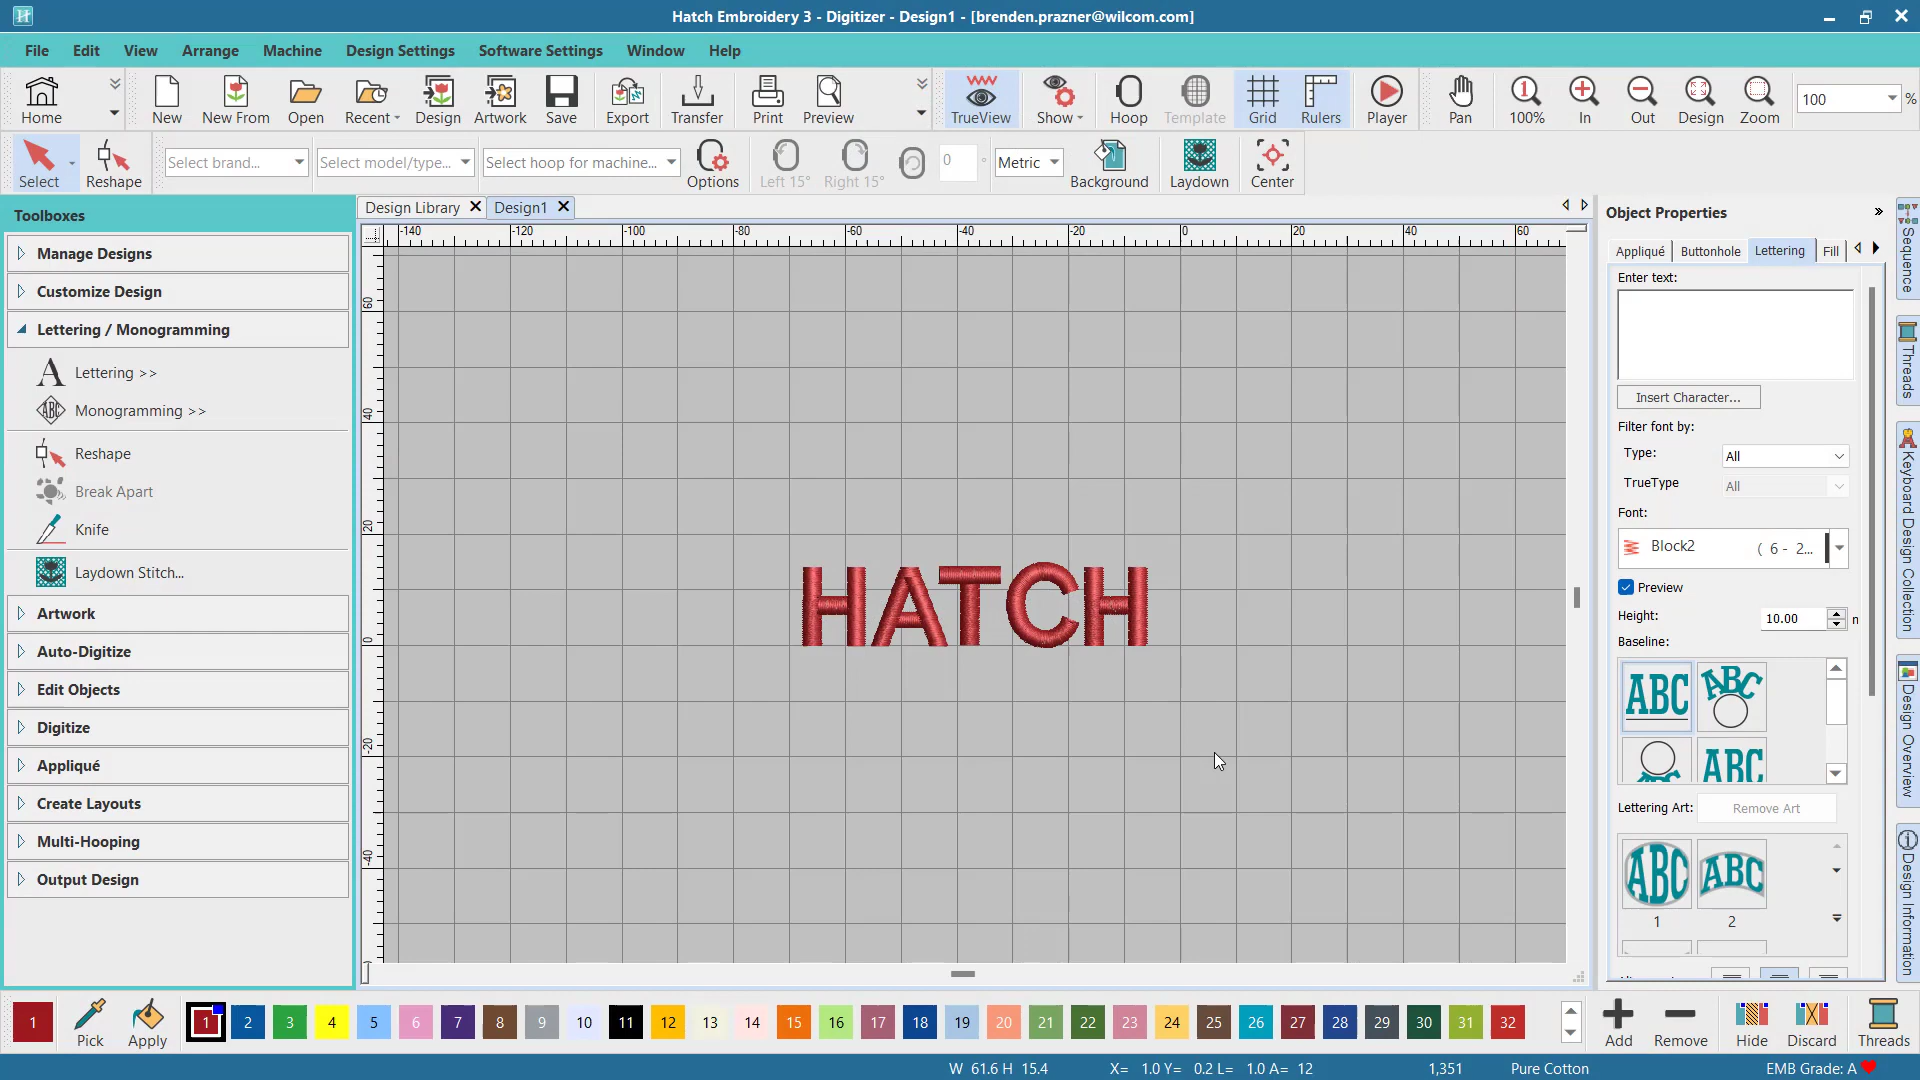 Hatch Embroidery 3 - Digitizer - Design1 - [brenden.prazner@wilcom.com]
File Edit View Arrange Machine Design Settings Software Settings Window Help
Home New New From Open Recent Design Artwork Save Export Transfer Print Preview TrueView Show Hoop Template Grid Rulers Player Pan 100% In Out Design Zoom 100 %
1
Select Reshape Select brand... Select model/type... Select hoop for machine... Options Left 15° Right 15° 0 Metric Background Laydown Center
Toolboxes
Manage Designs
Customize Design
Lettering / Monogramming
A Lettering >>
ABC Monogramming >>
Reshape
Break Apart
Knife
Laydown Stitch...
Artwork
Auto-Digitize
Edit Objects
Digitize
Appliqué
Create Layouts
Multi-Hooping
Output Design
Design Library Design1
-140 -120 -100 -80 -60 -40 -20 0 20 40 60
60
40
20
0
-20
-40
HATCH
Object Properties
Appliqué Buttonhole Lettering Fill
Enter text:
Insert Character...
Filter font by:
Type: All
TrueType All
Font:
Block2 ( 6 - 2...
Preview
Height: 10.00
Baseline:
ABC ABC
ABC
Lettering Art: Remove Art
ABC ABC
1 2
Sequence
Threads
Keyboard Design Collection
Design Overview
Design Information
1 Pick Apply 1 2 3 4 5 6 7 8 9 10 11 12 13 14 15 16 17 18 19 20 21 22 23 24 25 26 27 28 29 30 31 32 Add Remove Hide Discard Threads
W 61.6 H 15.4 X= 1.0 Y= 0.2 L= 1.0 A= 12 1,351 Pure Cotton EMB Grade: A